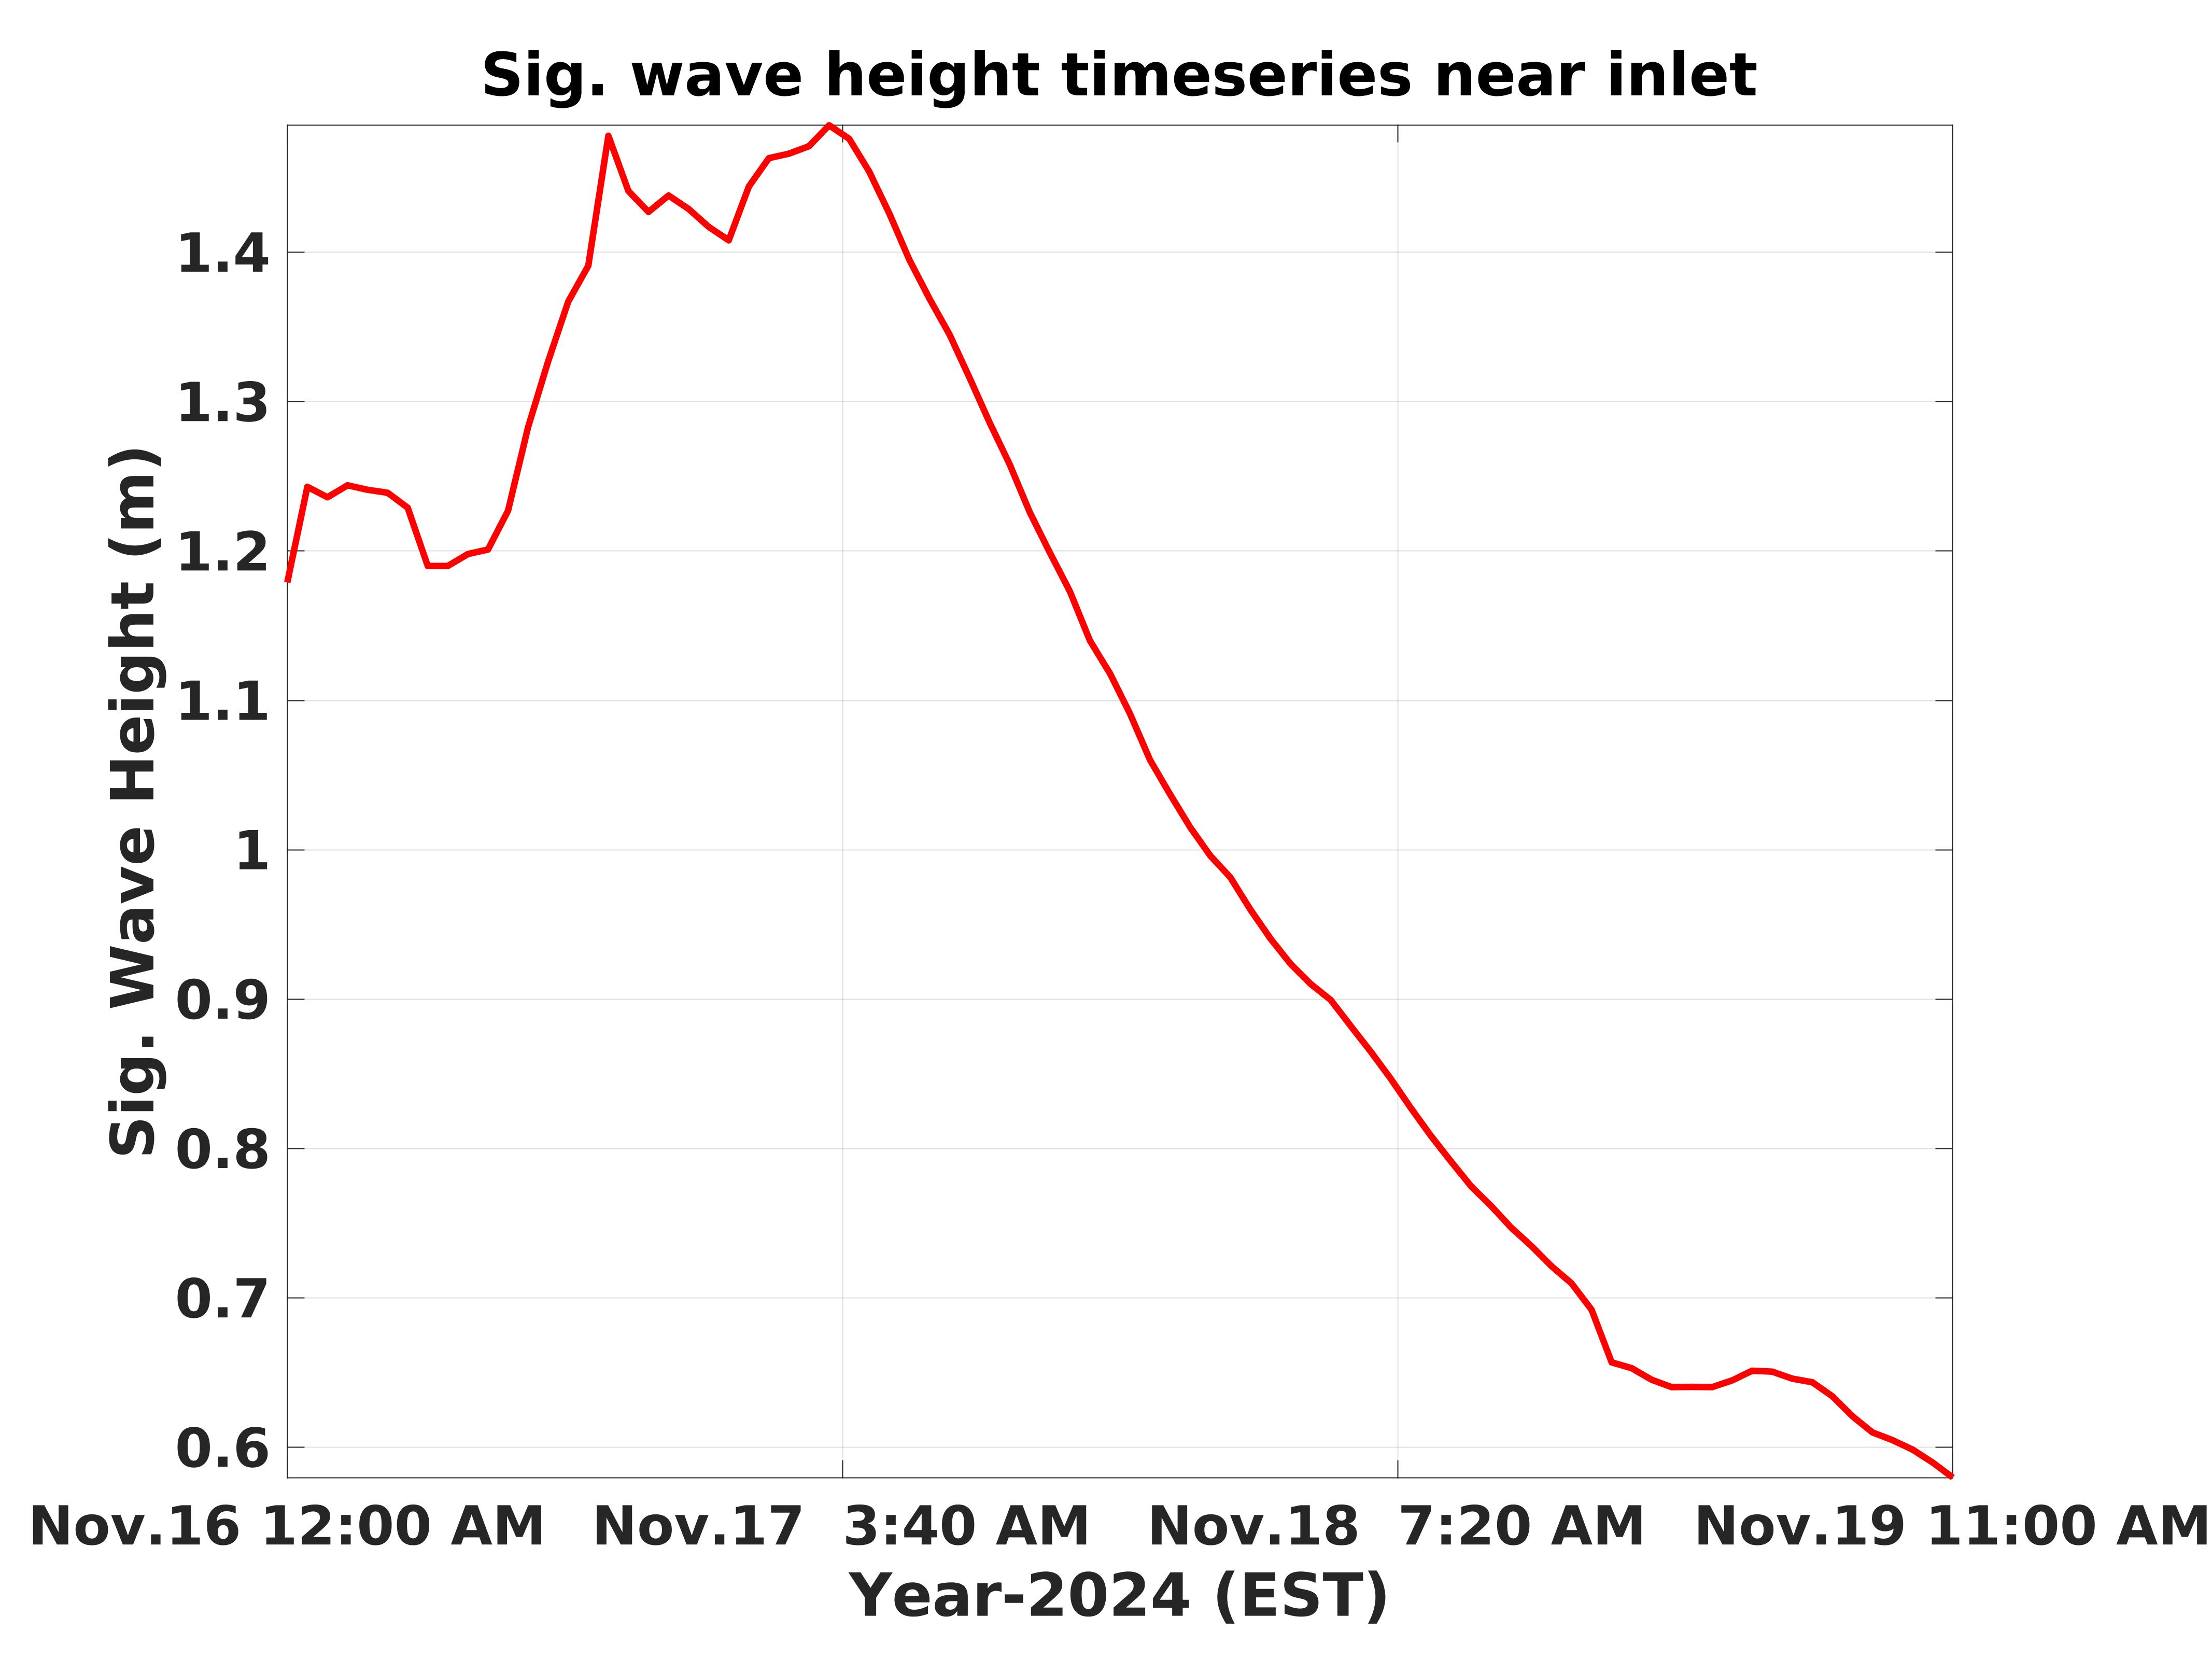 Sig. wave height timeseries near inlet
Sig. Wave Height (m)
1.4
1.3
1.2
1.1
1
0.9
0.8
0.7
0.6
Nov.16 12:00 AM Nov.17 3:40 AM Nov.18 7:20 AM Nov.19 11:00 AM
Year-2024 (EST)